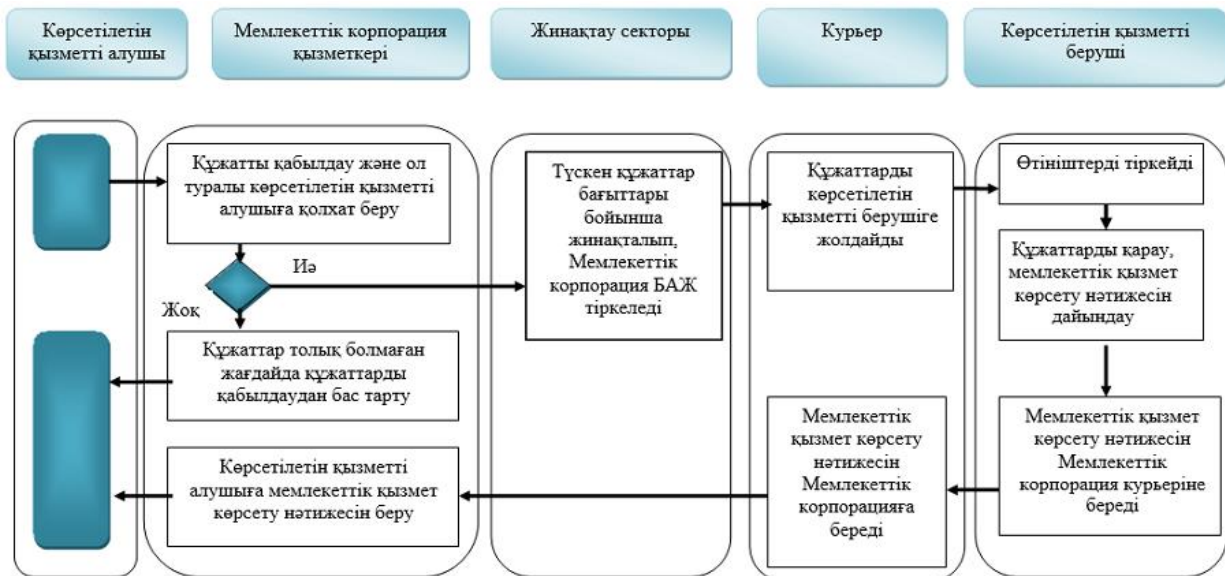 Көрсетілетін
қызметті алушы
Мемлекеттік корпорация
қызметкері
Жинақтау секторы
Курьер
Көрсетілетін қызметті
беруші
Құжатты қабылдау және ол
туралы көрсетілетін қызметті
алушыға қолхат беру
Иә
Жоқ
Құжаттар толық болмаған
жағдайда құжаттарды
қабылдаудан бас тарту
Көрсетілетін қызметті
алушыға мемлекеттік қызмет
көрсету нәтижесін беру
Түскен құжаттар
бағыттары
бойынша
жинақталып,
Мемлекеттік
корпорация БАЖ
тіркеледі
Құжаттарды
көрсетілетін
қызметті берушіге
жолдайды
Мемлекеттік
қызмет көрсету
нәтижесін
Мемлекеттік
корпорацияға
береді
Өтініштерді тіркейді
Құжаттарды қарау,
мемлекеттік қызмет
көрсету нәтижесін
дайындау
Мемлекеттік қызмет
көрсету нәтижесін
Мемлекеттік
корпорация курьеріне
береді